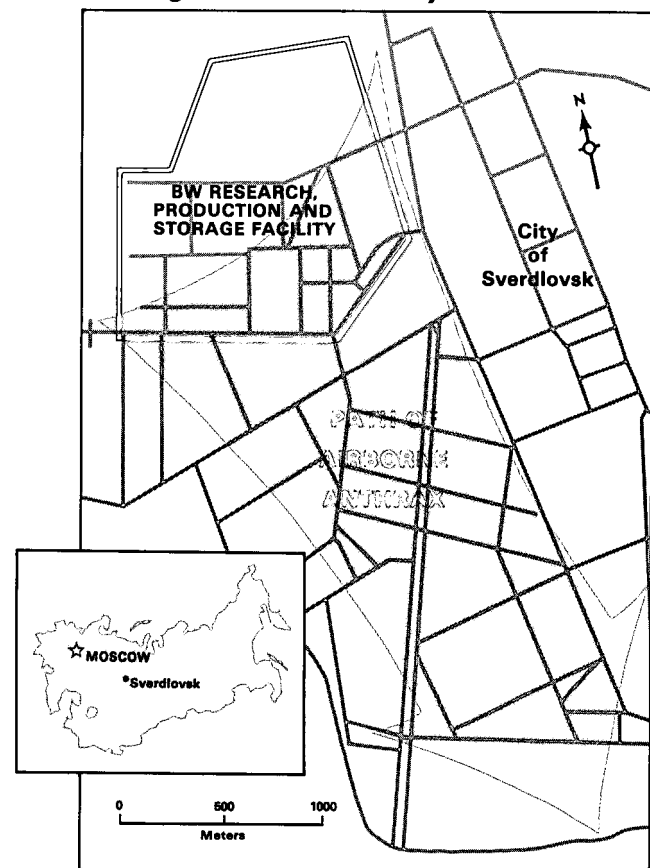 N
BW RESEARCH,
PRODUCTION AND
STORAGE FACILITY
City
of
Sverdlovsk
PATH OF
AIRBORNE
ANTHRAX
MOSCOW
Sverdlovsk
0 500 1000
Meters